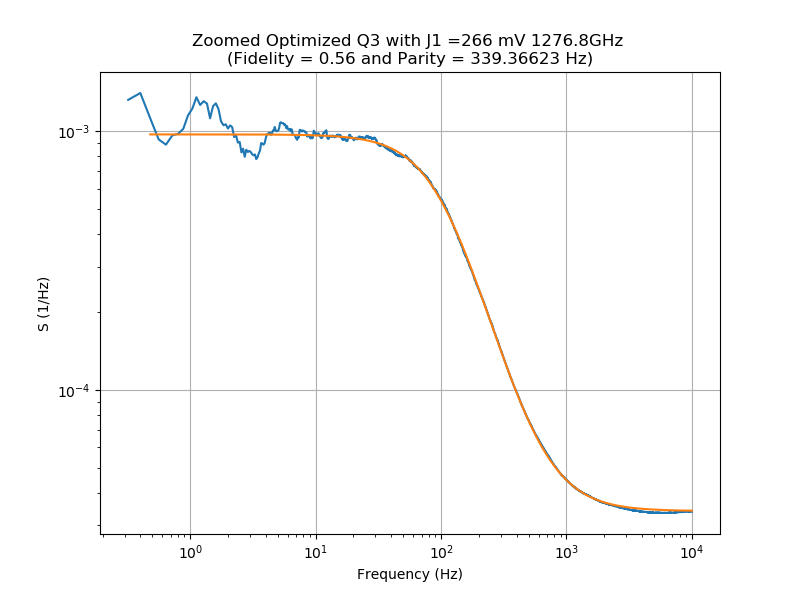 Zoomed Optimized Q3 with J1 =266 mV 1276.8GHz
(Fidelity = 0.56 and Parity = 339.36623 Hz)
S (1/Hz)
10⁻³
10⁻⁴
10⁰ 10¹ 10² 10³ 10⁴
Frequency (Hz)